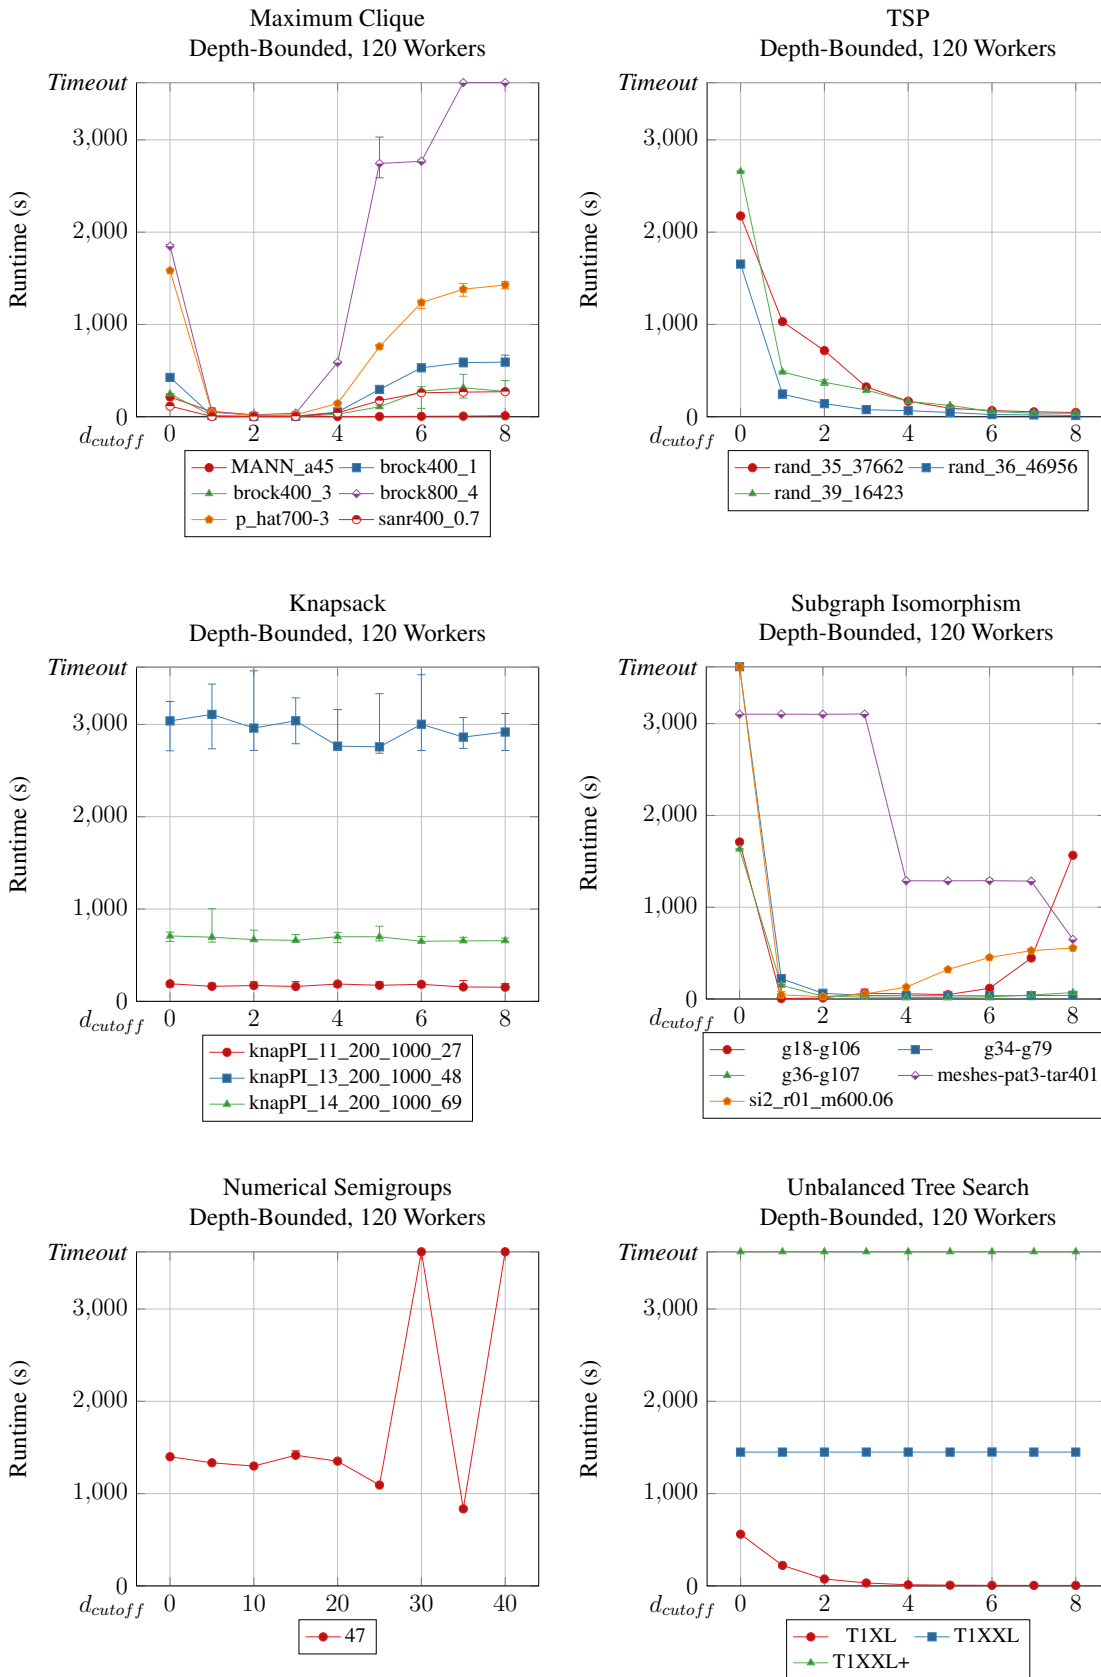 Maximum Clique
Depth-Bounded, 120 Workers
Timeout
3,000
2,000
1,000
0
Runtime (s)
d_cutoff
0 2 4 6 8
MANN_a45 brock400_1
brock400_3 brock800_4
p_hat700-3 sanr400_0.7
TSP
Depth-Bounded, 120 Workers
Timeout
3,000
2,000
1,000
0
Runtime (s)
d_cutoff
0 2 4 6 8
rand_35_37662 rand_36_46956
rand_39_16423
Knapsack
Depth-Bounded, 120 Workers
Timeout
3,000
2,000
1,000
0
Runtime (s)
d_cutoff
0 2 4 6 8
knapPI_11_200_1000_27
knapPI_13_200_1000_48
knapPI_14_200_1000_69
Subgraph Isomorphism
Depth-Bounded, 120 Workers
Timeout
3,000
2,000
1,000
0
Runtime (s)
d_cutoff
0 2 4 6 8
g18-g106 g34-g79
g36-g107 meshes-pat3-tar401
si2_r01_m600.06
Numerical Semigroups
Depth-Bounded, 120 Workers
Timeout
3,000
2,000
1,000
0
Runtime (s)
d_cutoff
0 10 20 30 40
47
Unbalanced Tree Search
Depth-Bounded, 120 Workers
Timeout
3,000
2,000
1,000
0
Runtime (s)
d_cutoff
0 2 4 6 8
T1XL T1XXL
T1XXL+